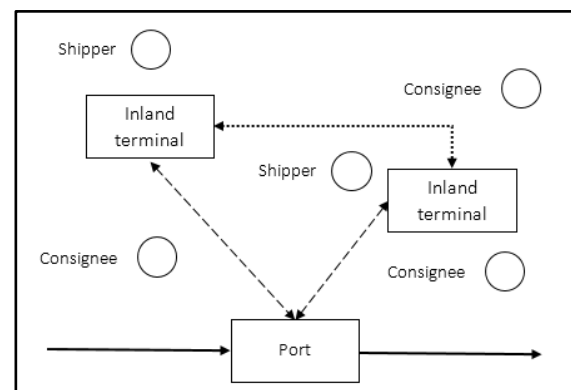 Shipper
Consignee
Inland
terminal
Shipper
Inland
terminal
Consignee
Consignee
Port